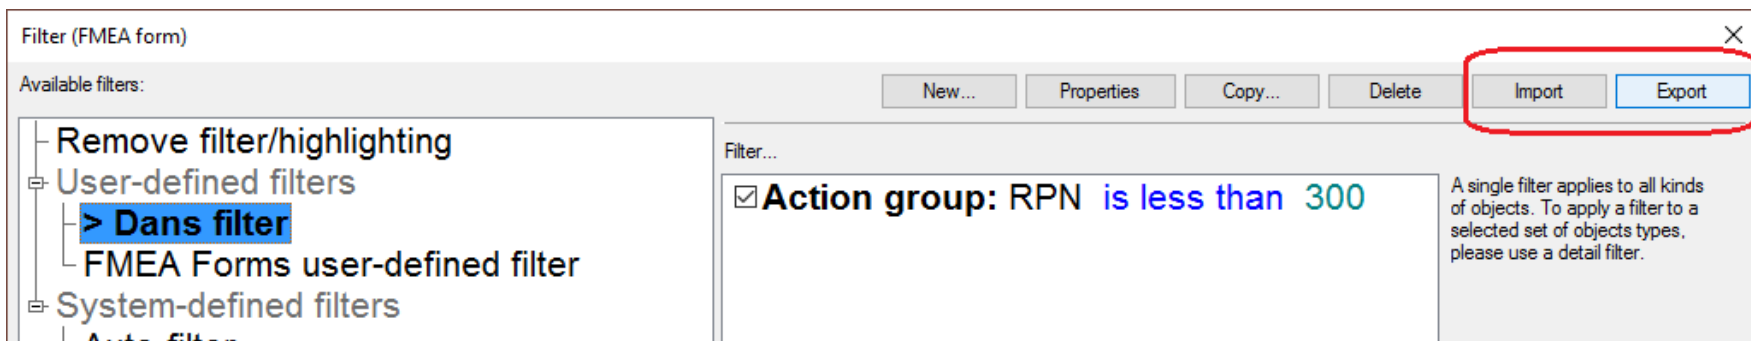 Filter (FMEA form)
Available filters:
New...
Properties
Copy...
Delete
Import
Export
Remove filter/highlighting
User-defined filters
> Dans filter
FMEA Forms user-defined filter
System-defined filters
Filter...
Action group: RPN is less than 300
A single filter applies to all kinds
of objects. To apply a filter to a
selected set of objects types,
please use a detail filter.